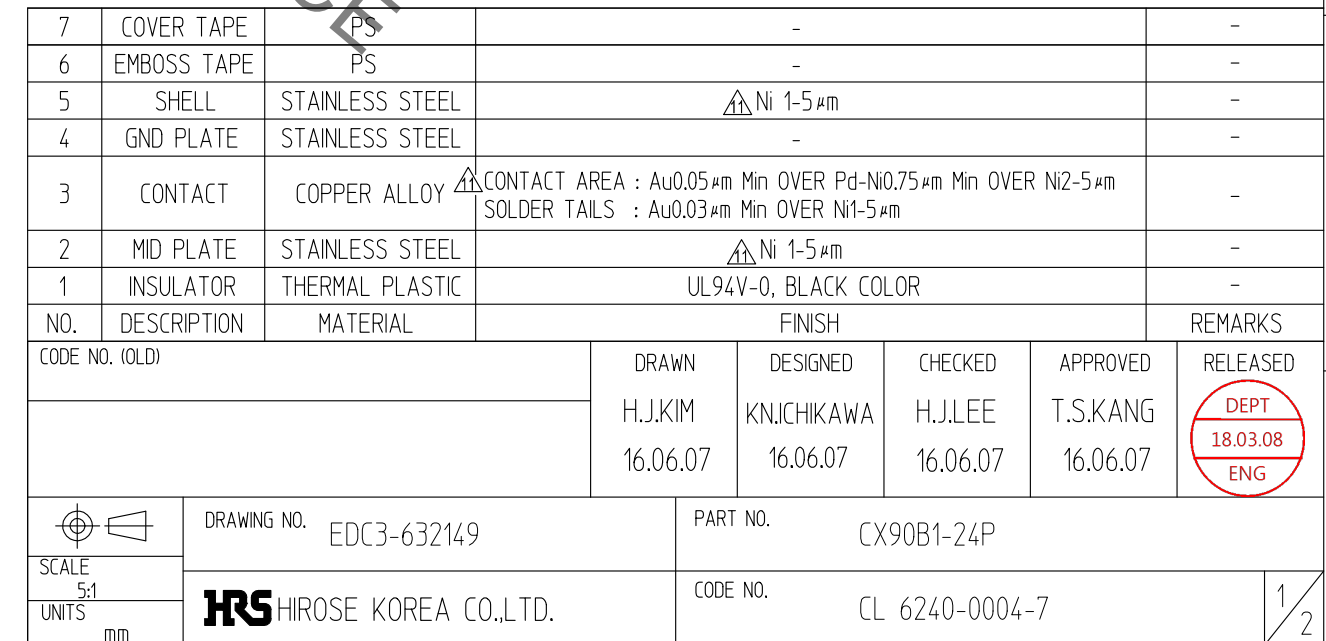 7 COVER TAPE PS - -
6 EMBOSS TAPE PS - -
5 SHELL STAINLESS STEEL 11 Ni 1-5μm -
4 GND PLATE STAINLESS STEEL - -
3 CONTACT COPPER ALLOY 11 CONTACT AREA : Au0.05μm Min OVER Pd-Ni0.75μm Min OVER Ni2-5μm -
SOLDER TAILS : Au0.03μm Min OVER Ni1-5μm
2 MID PLATE STAINLESS STEEL 11 Ni 1-5μm -
1 INSULATOR THERMAL PLASTIC UL94V-0, BLACK COLOR -
NO. DESCRIPTION MATERIAL FINISH REMARKS
CODE NO. (OLD)
DRAWN DESIGNED CHECKED APPROVED RELEASED
H.J.KIM KN.ICHIKAWA H.J.LEE T.S.KANG
16.06.07 16.06.07 16.06.07 16.06.07
DEPT
18.03.08
ENG
DRAWING NO. EDC3-632149
PART NO. CX90B1-24P
SCALE
5:1
UNITS
mm
HRS HIROSE KOREA CO.,LTD.
CODE NO. CL 6240-0004-7
1/2